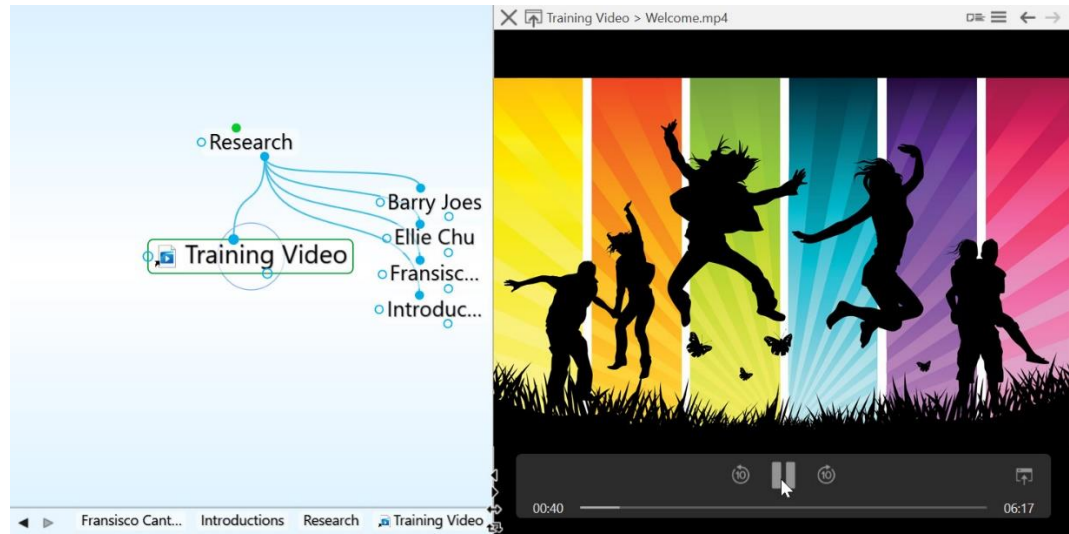 Training Video > Welcome.mp4
Research
Barry Joes
Ellie Chu
Training Video
Fransisc...
Introduc...
10
10
00:40
06:17
Fransisco Cant... Introductions Research Training Video